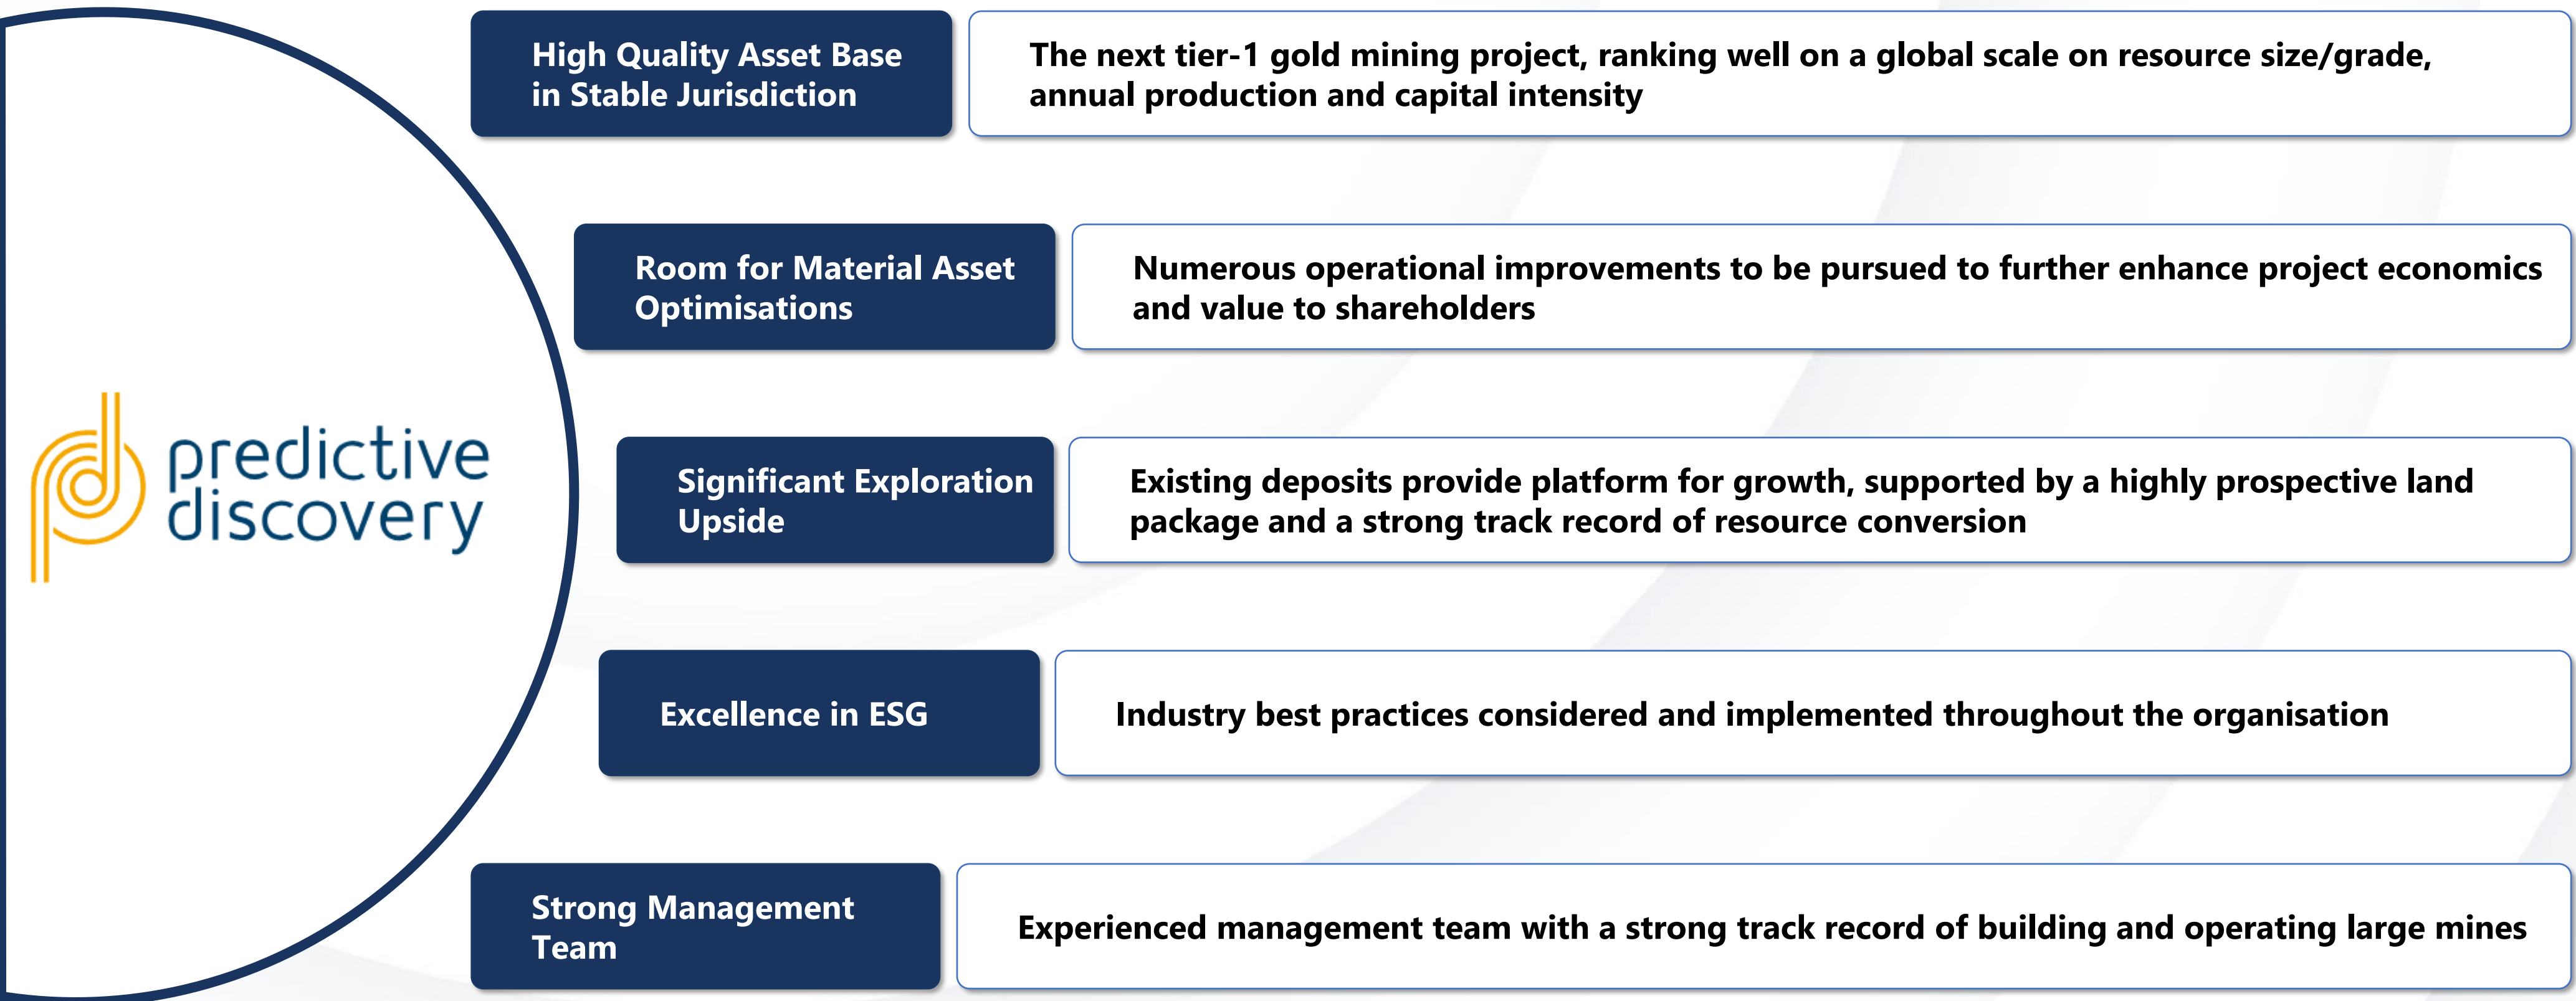 High Quality Asset Base
in Stable Jurisdiction
The next tier-1 gold mining project, ranking well on a global scale on resource size/grade,
annual production and capital intensity
Room for Material Asset
Optimisations
Numerous operational improvements to be pursued to further enhance project economics
and value to shareholders
predictive
discovery
Significant Exploration
Upside
Existing deposits provide platform for growth, supported by a highly prospective land
package and a strong track record of resource conversion
Excellence in ESG
Industry best practices considered and implemented throughout the organisation
Strong Management
Team
Experienced management team with a strong track record of building and operating large mines